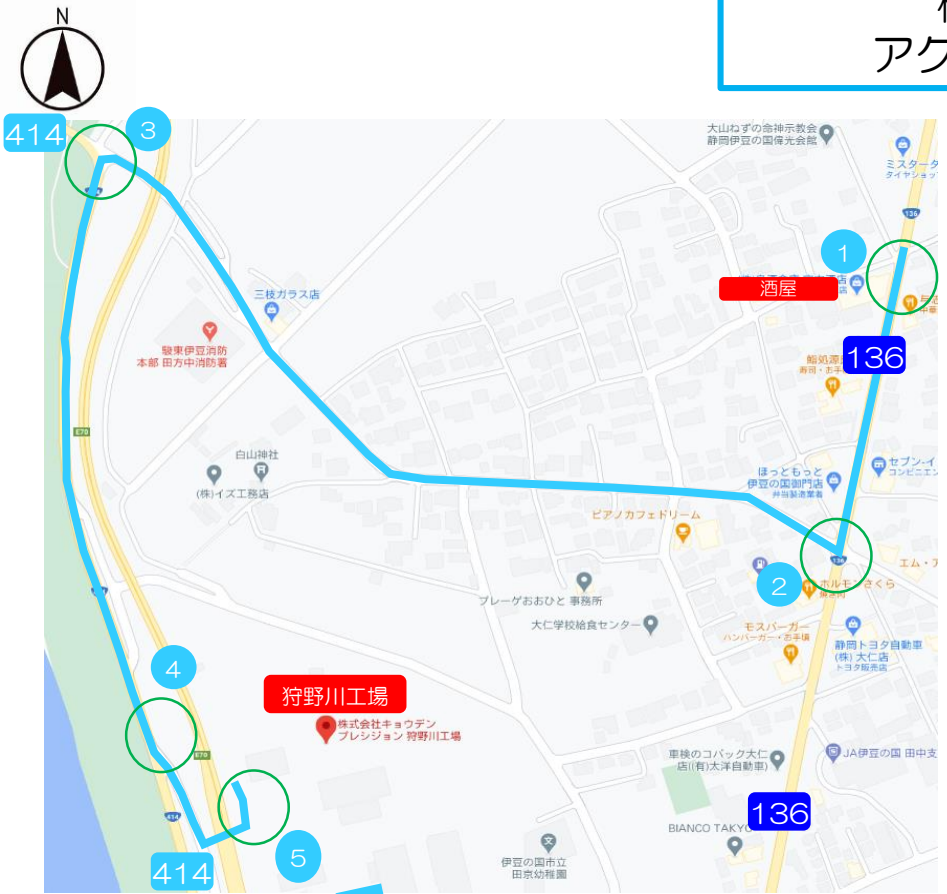 N
アク
414
3
大山ねずの命神示教会
静岡伊豆の国偉光会館
ミスタータ
タイヤショップ
136
1
酒屋
三枝ガラス店
駿東伊豆消防
本部 田方中消防署
鮨処源
寿司・お手
136
E70
白山神社
(株)イズ工務店
ほっともっと
伊豆の国御門店
弁当製造業者
セブン-イ
コンビニエン
ピアノカフェドリーム
136
エム・ア
2
ホルモンさくら
プレーゲおおひと 事務所
大仁学校給食センター
モスバーガー
ハンバーガー・お手頃
静岡トヨタ自動車
(株) 大仁店
トヨタ販売店
4
狩野川工場
株式会社キョウデン
プレシジョン 狩野川工場
E70
車検のコバック大仁
店((有)太洋自動車)
JA伊豆の国 田中支
414
136
BIANCO TAKYO
5
伊豆の国市立
田京幼稚園
414